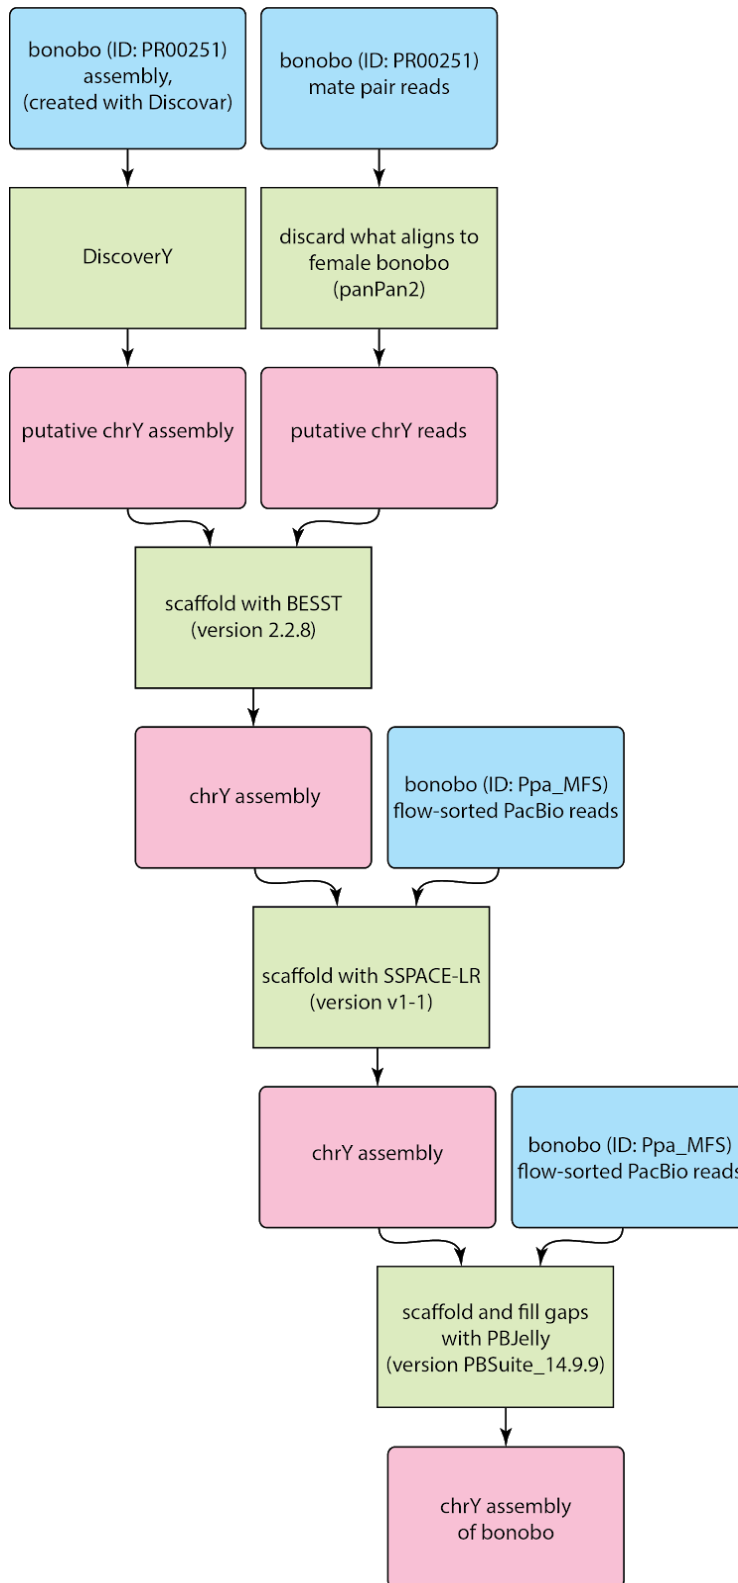 bonobo (ID: PR00251)
assembly,
(created with Discovar)
bonobo (ID: PR00251)
mate pair reads
DiscoverY
discard what aligns to
female bonobo
(panPan2)
putative chrY assembly
putative chrY reads
scaffold with BESST
(version 2.2.8)
chrY assembly
bonobo (ID: Ppa_MFS)
flow-sorted PacBio reads
scaffold with SSPACE-LR
(version v1-1)
chrY assembly
bonobo (ID: Ppa_MFS)
flow-sorted PacBio reads
scaffold and fill gaps
with PBJelly
(version PBSuite_14.9.9)
chrY assembly
of bonobo